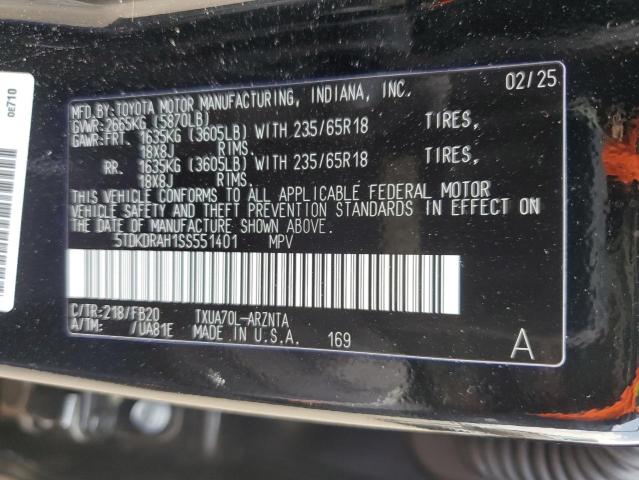 0E710
MFD.BY:TOYOTA MOTOR MANUFACTURING, INDIANA, INC. 02/25
GVWR:2665KG (5870LB)
GAWR:FRT. 1635KG (3605LB) WITH 235/65R18 TIRES,
18X8J RIMS.
RR. 1635KG (3605LB) WITH 235/65R18 TIRES,
18X8J RIMS.
THIS VEHICLE CONFORMS TO ALL APPLICABLE FEDERAL MOTOR
VEHICLE SAFETY AND THEFT PREVENTION STANDARDS IN EFFECT ON
THE DATE OF MANUFACTURE SHOWN ABOVE.
5TDKDRAH1SS551401 MPV
C/TR:218/FB20 TXUA70L-ARZNTA
A/TM: /UA81E MADE IN U.S.A. 169 A